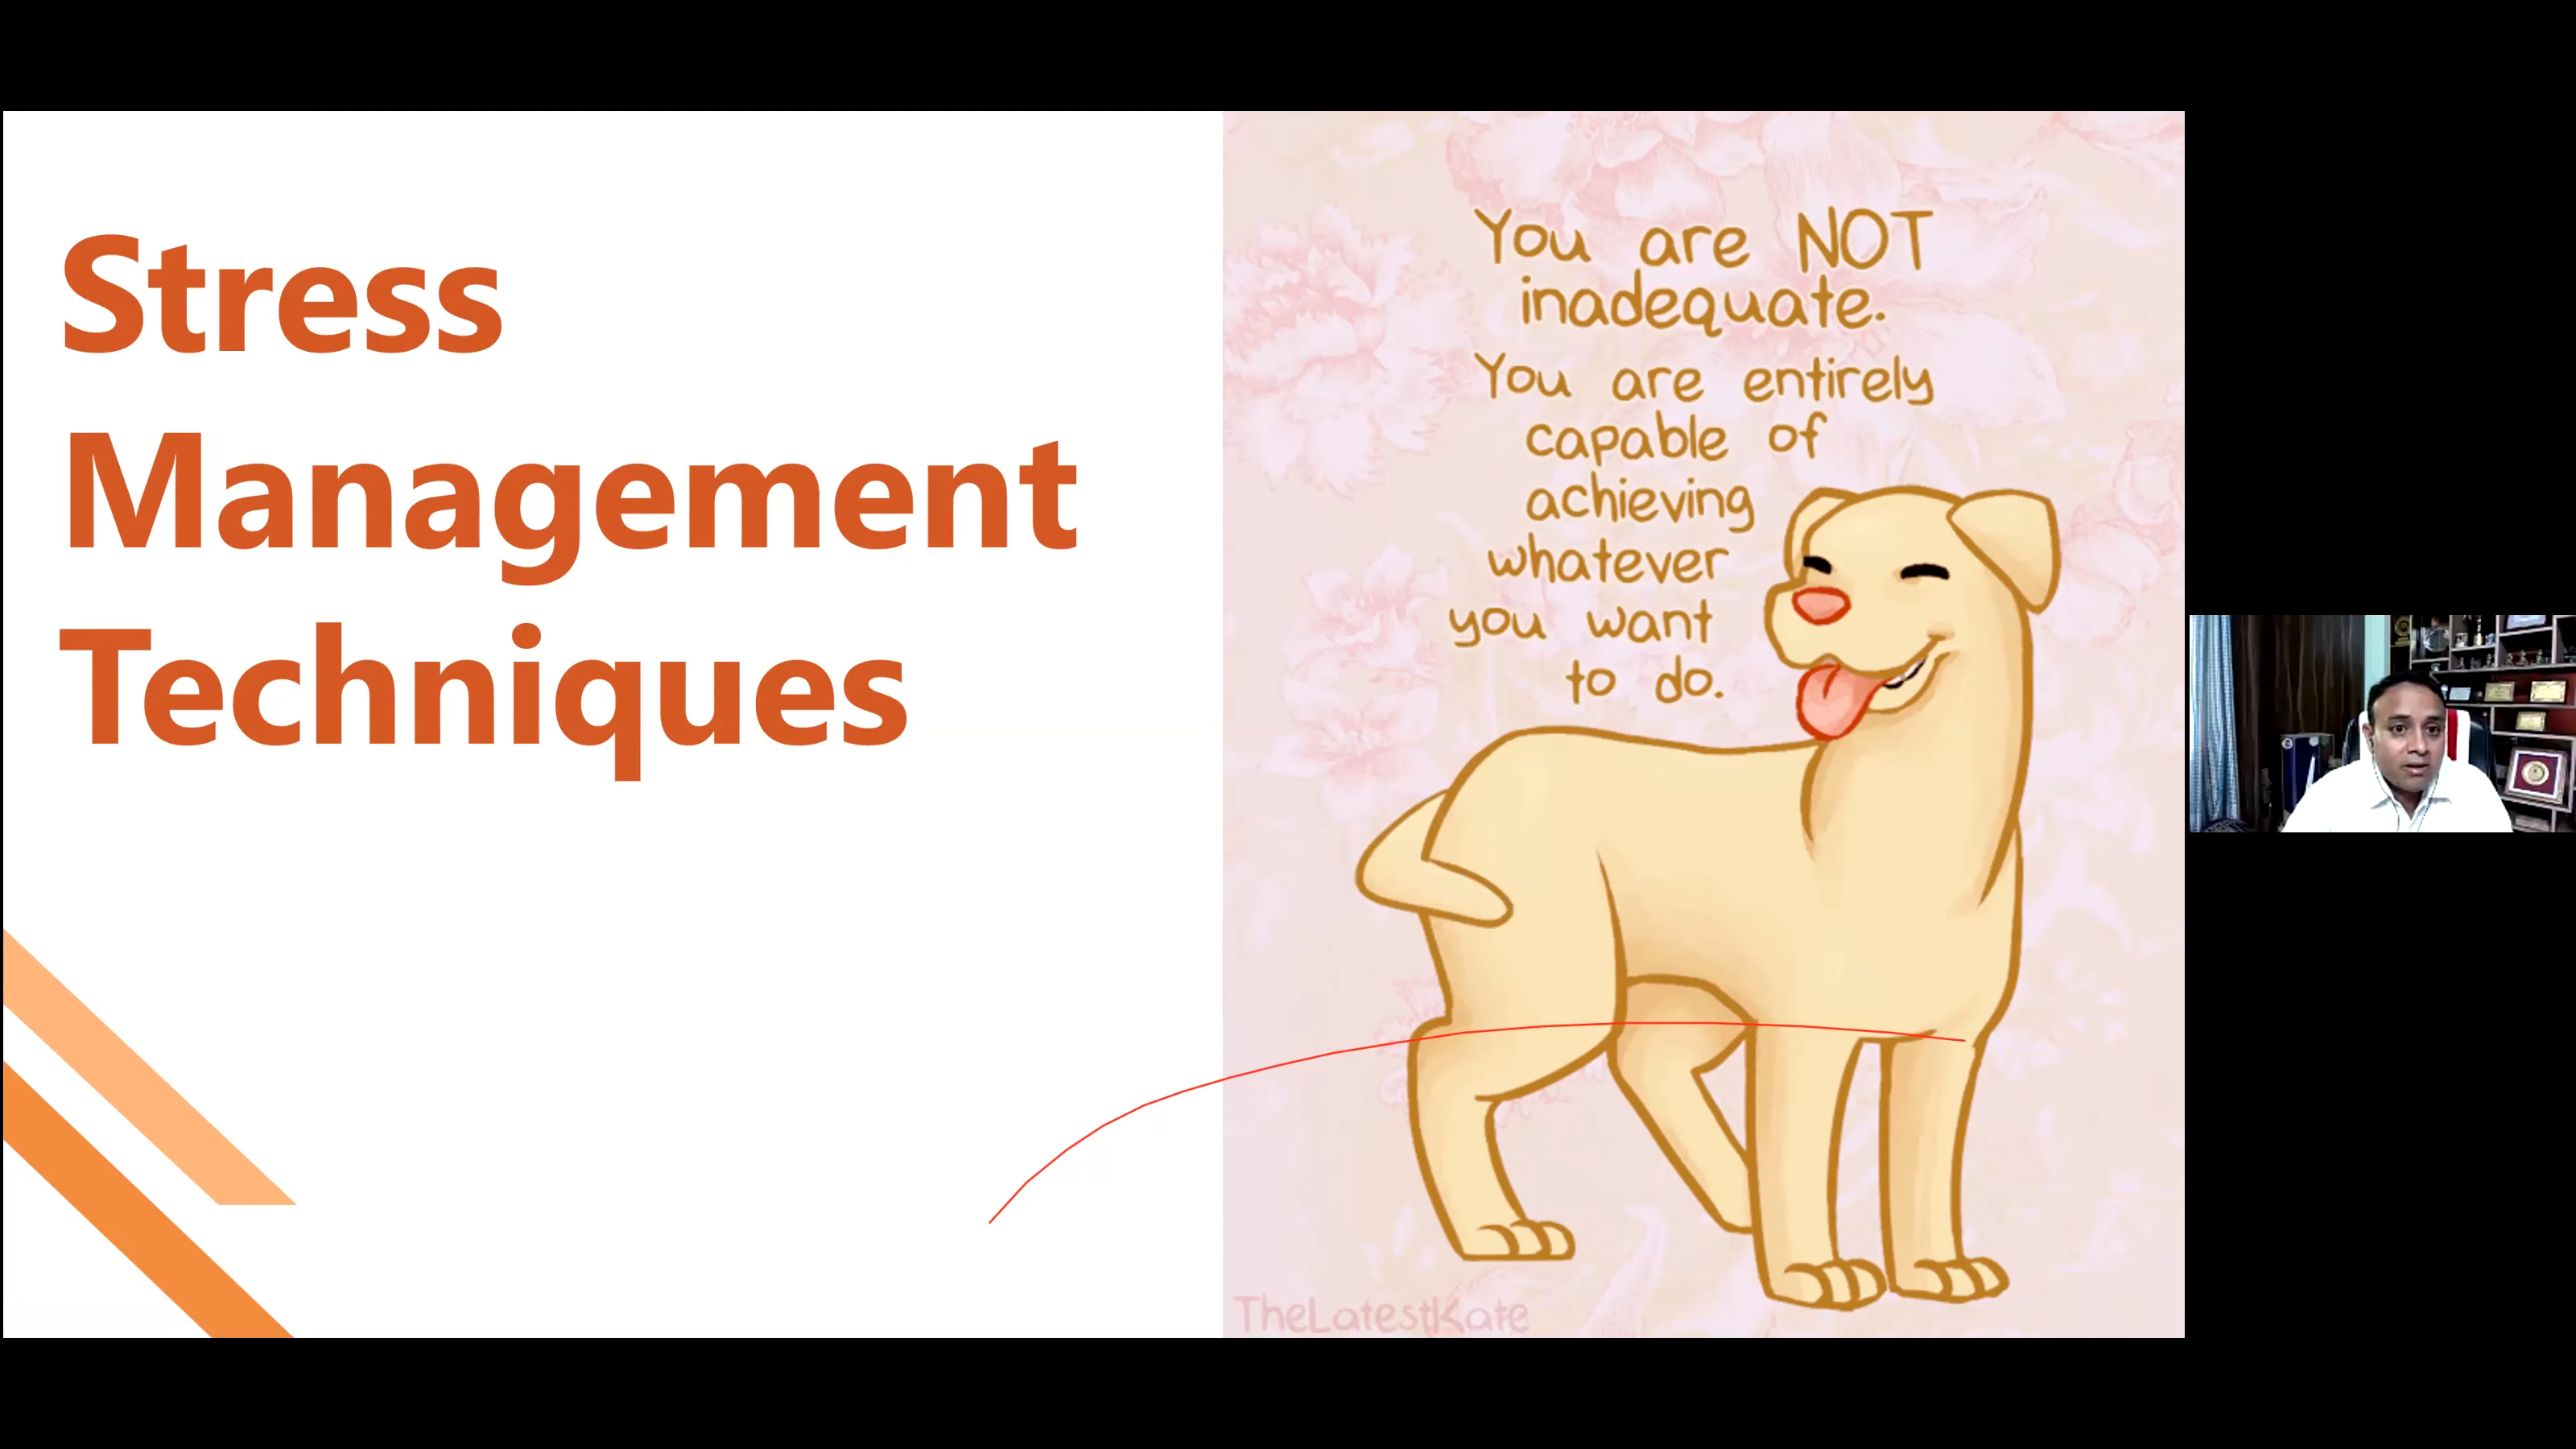 Stress
Management
Techniques
You are NOT
inadequate.
You are entirely
capable of
achieving
whatever
you want
to do.
TheLatestKate